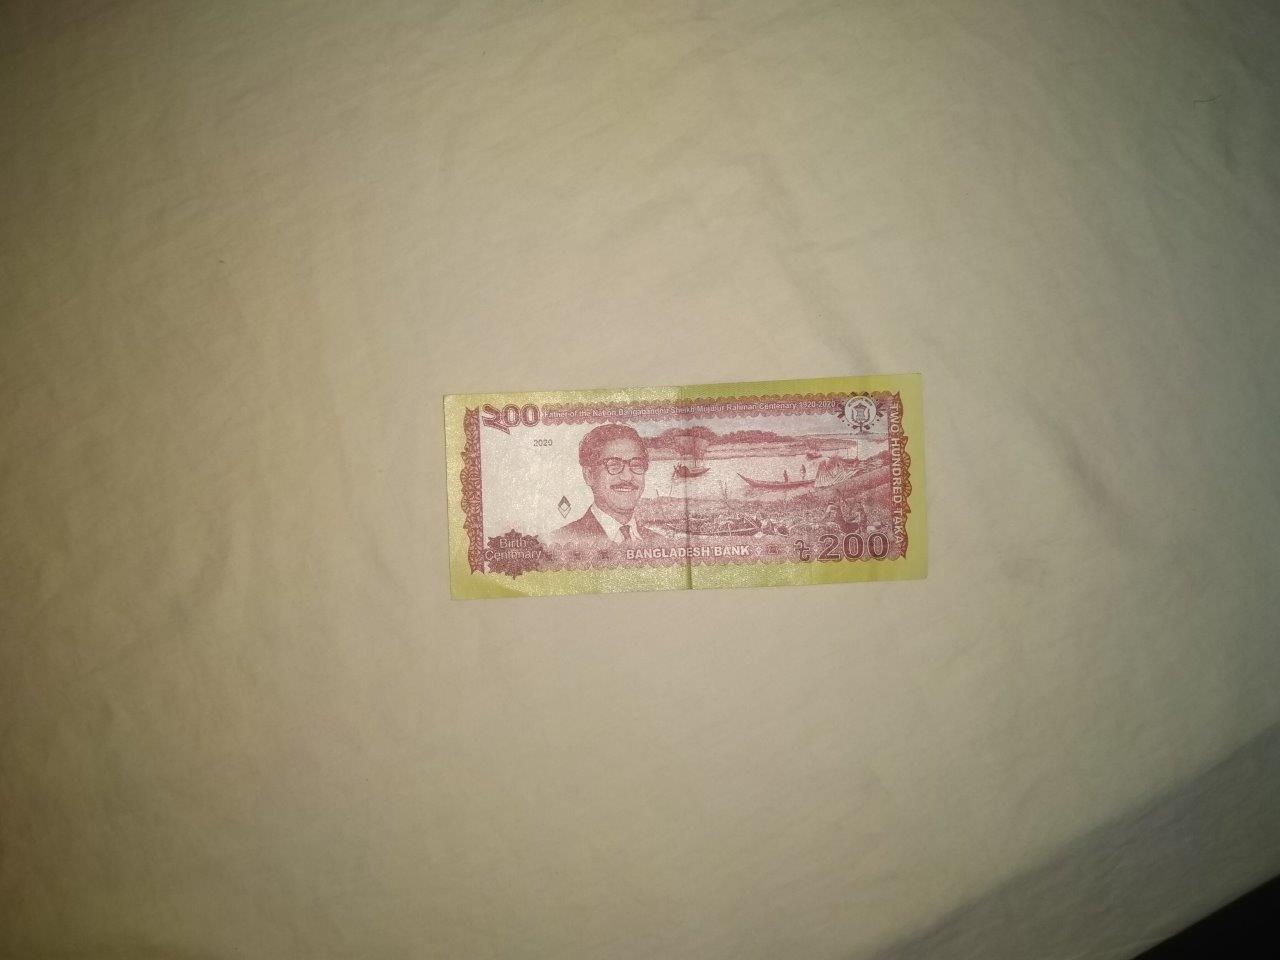 ২00 Father of the Nation Bangabandhu Sheikh Mujibur Rahman Centenary 1920-2020
2020
TWO HUNDRED TAKA
Birth
Centenary
BANGLADESH BANK
৳ 200